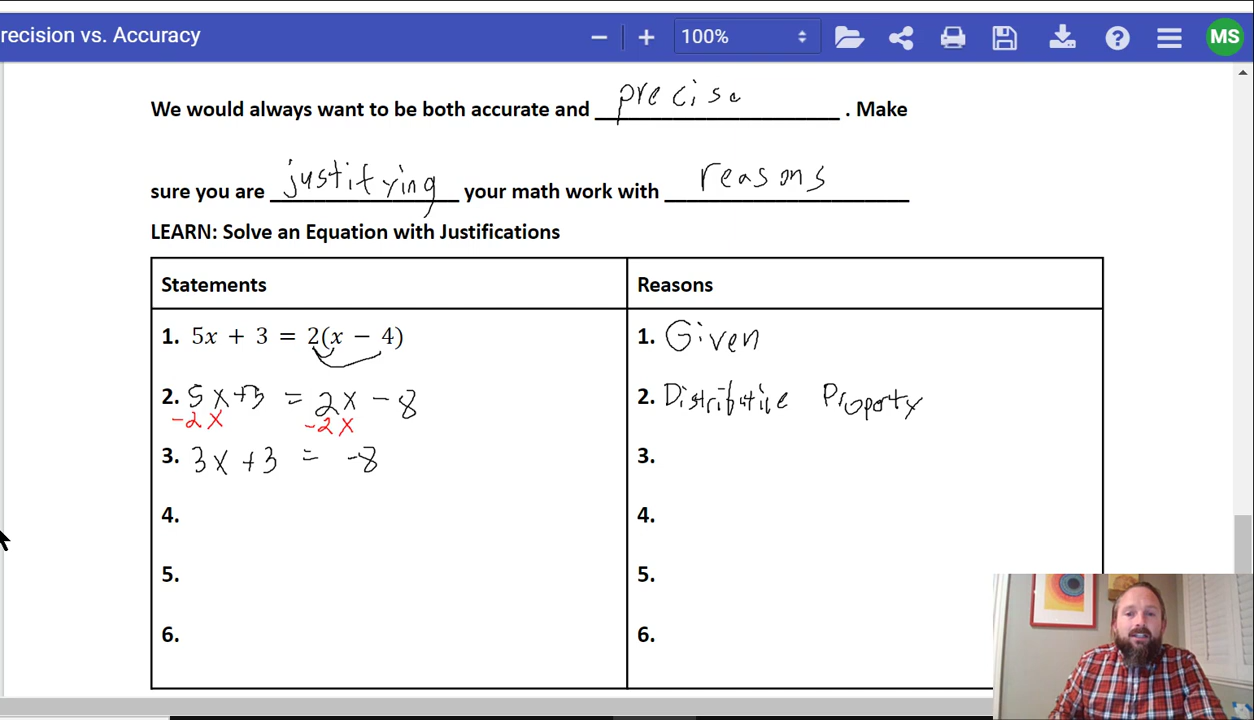 recision vs. Accuracy
100%
MS
We would always want to be both accurate and precise . Make
sure you are justifying your math work with reasons
LEARN: Solve an Equation with Justifications
Statements
Reasons
1. 5x + 3 = 2(x − 4)
1. Given
2. 5x+3 = 2x - 8
2. Distributive Property
-2x -2x
3. 3x +3 = -8
3.
4.
4.
5.
5.
6.
6.